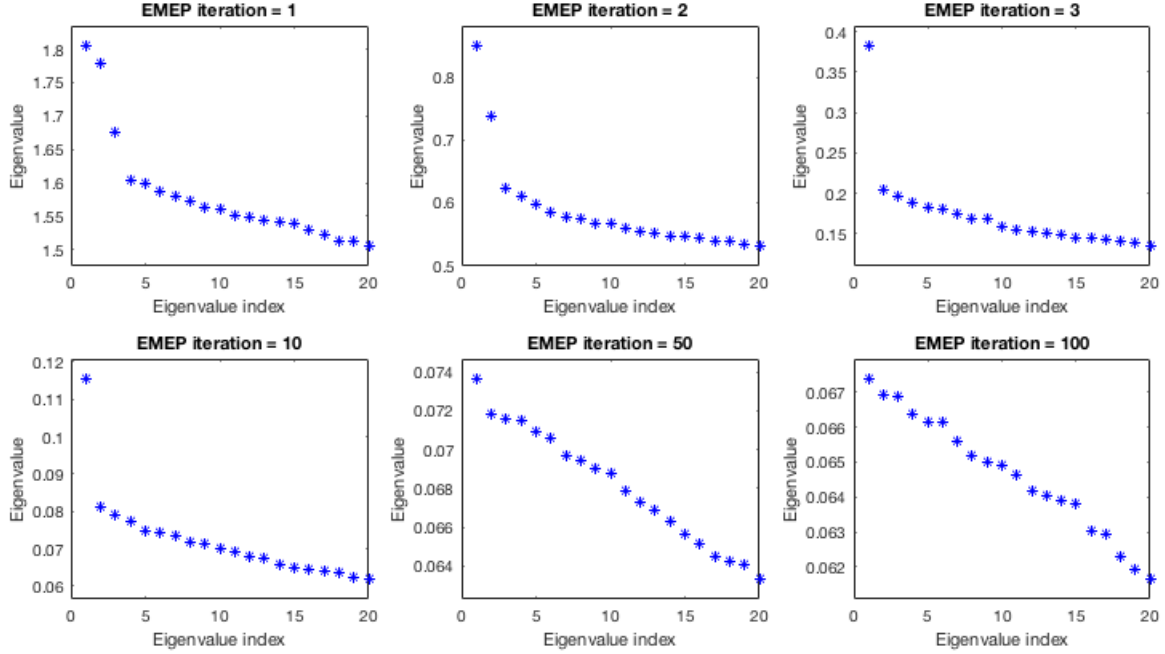 EMEP iteration = 1
1.8
1.75
1.7
1.65
1.6
1.55
1.5
Eigenvalue
0 5 10 15 20
Eigenvalue index
EMEP iteration = 2
0.8
0.7
0.6
0.5
Eigenvalue
0 5 10 15 20
Eigenvalue index
EMEP iteration = 3
0.4
0.35
0.3
0.25
0.2
0.15
Eigenvalue
0 5 10 15 20
Eigenvalue index
EMEP iteration = 10
0.12
0.11
0.1
0.09
0.08
0.07
0.06
Eigenvalue
0 5 10 15 20
Eigenvalue index
EMEP iteration = 50
0.074
0.072
0.07
0.068
0.066
0.064
Eigenvalue
0 5 10 15 20
Eigenvalue index
EMEP iteration = 100
0.067
0.066
0.065
0.064
0.063
0.062
Eigenvalue
0 5 10 15 20
Eigenvalue index